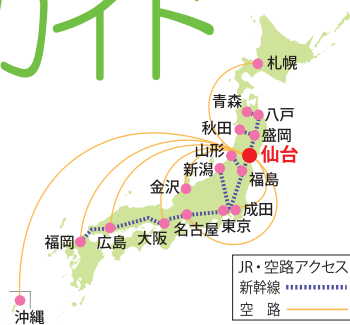 ガイド
札幌
青森
八戸
秋田
盛岡
山形
仙台
新潟
福島
金沢
成田
東京
名古屋
大阪
広島
福岡
沖縄
JR・空路アクセス
新幹線
空 路